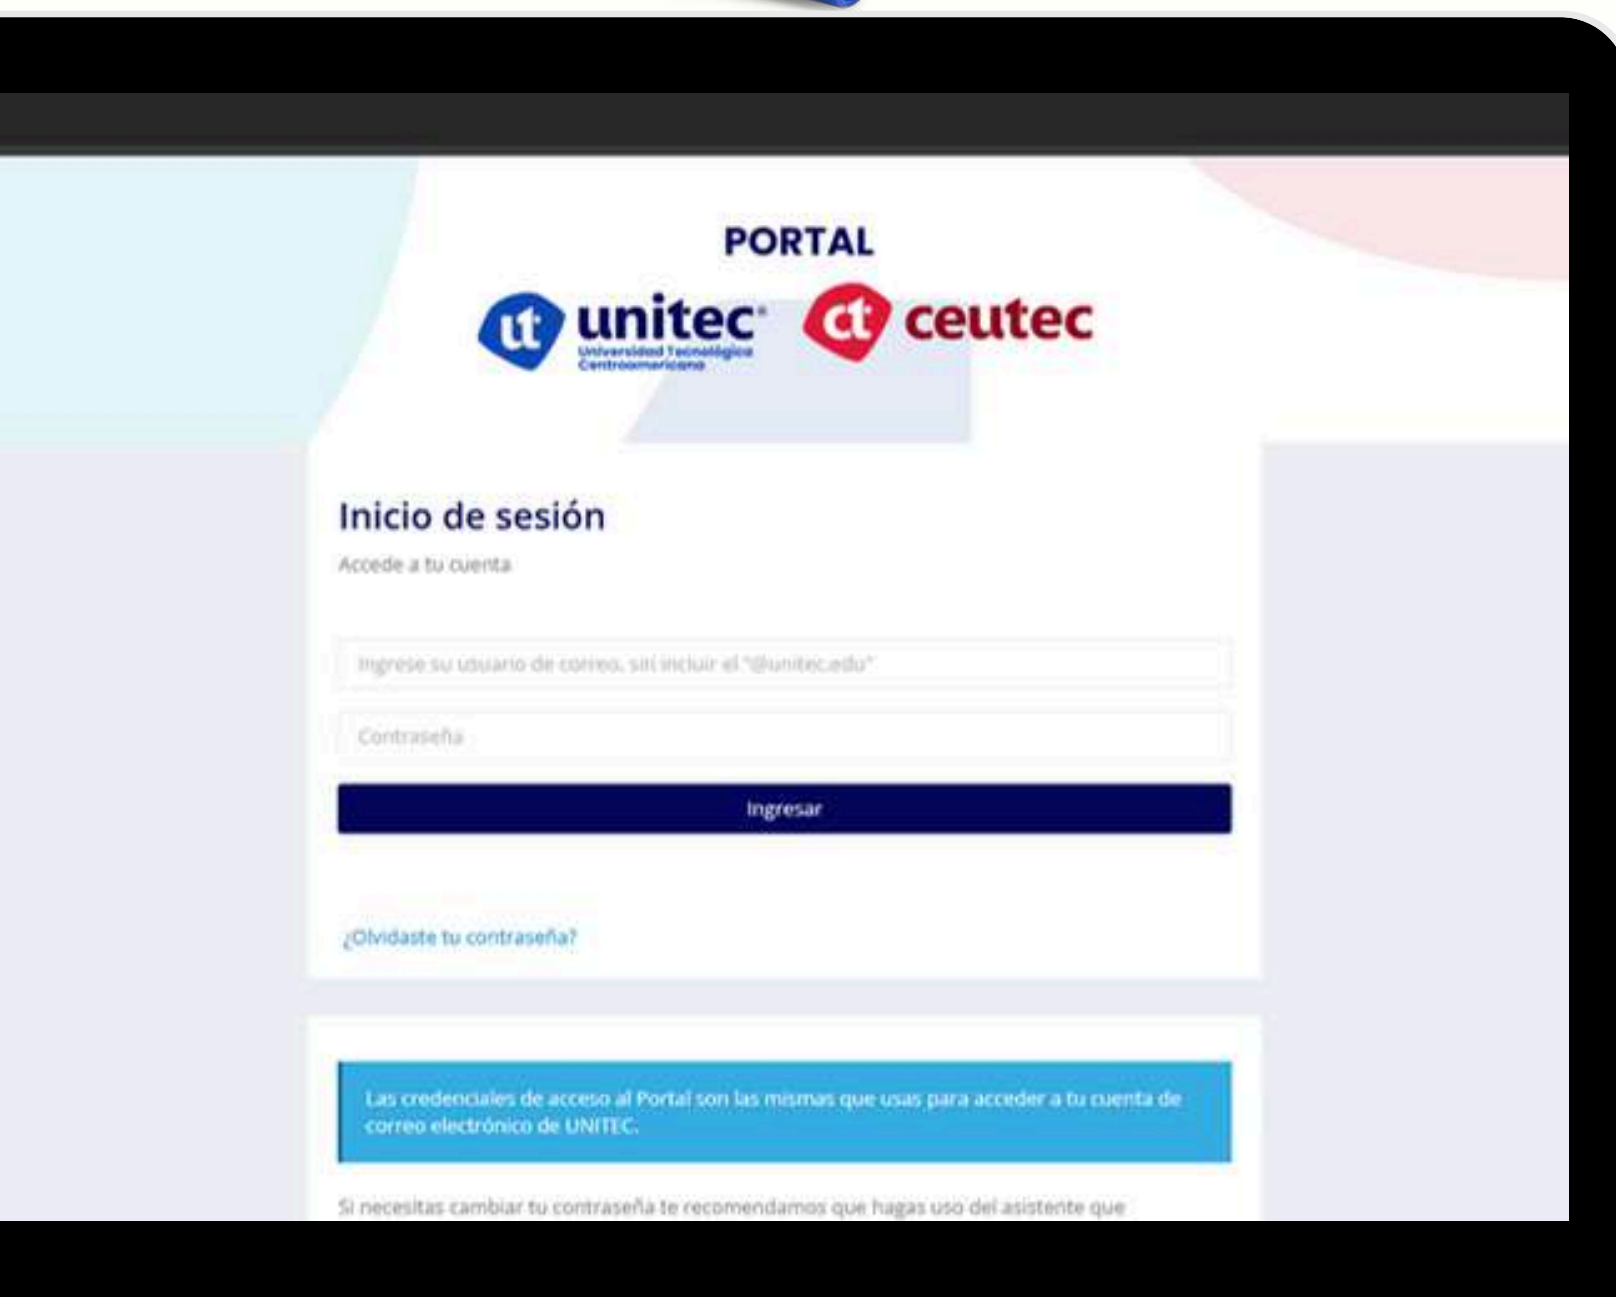 PORTAL
ut unitec® ct ceutec
Universidad Tecnológica
Centroamericana
Inicio de sesión
Accede a tu cuenta
Ingrese su usuario de correo, sin incluir el "@unitec.edu"
Contraseña
Ingresar
¿Olvidaste tu contraseña?
Las credenciales de acceso al Portal son las mismas que usas para acceder a tu cuenta de
correo electrónico de UNITEC.
Si necesitas cambiar tu contraseña te recomendamos que hagas uso del asistente que